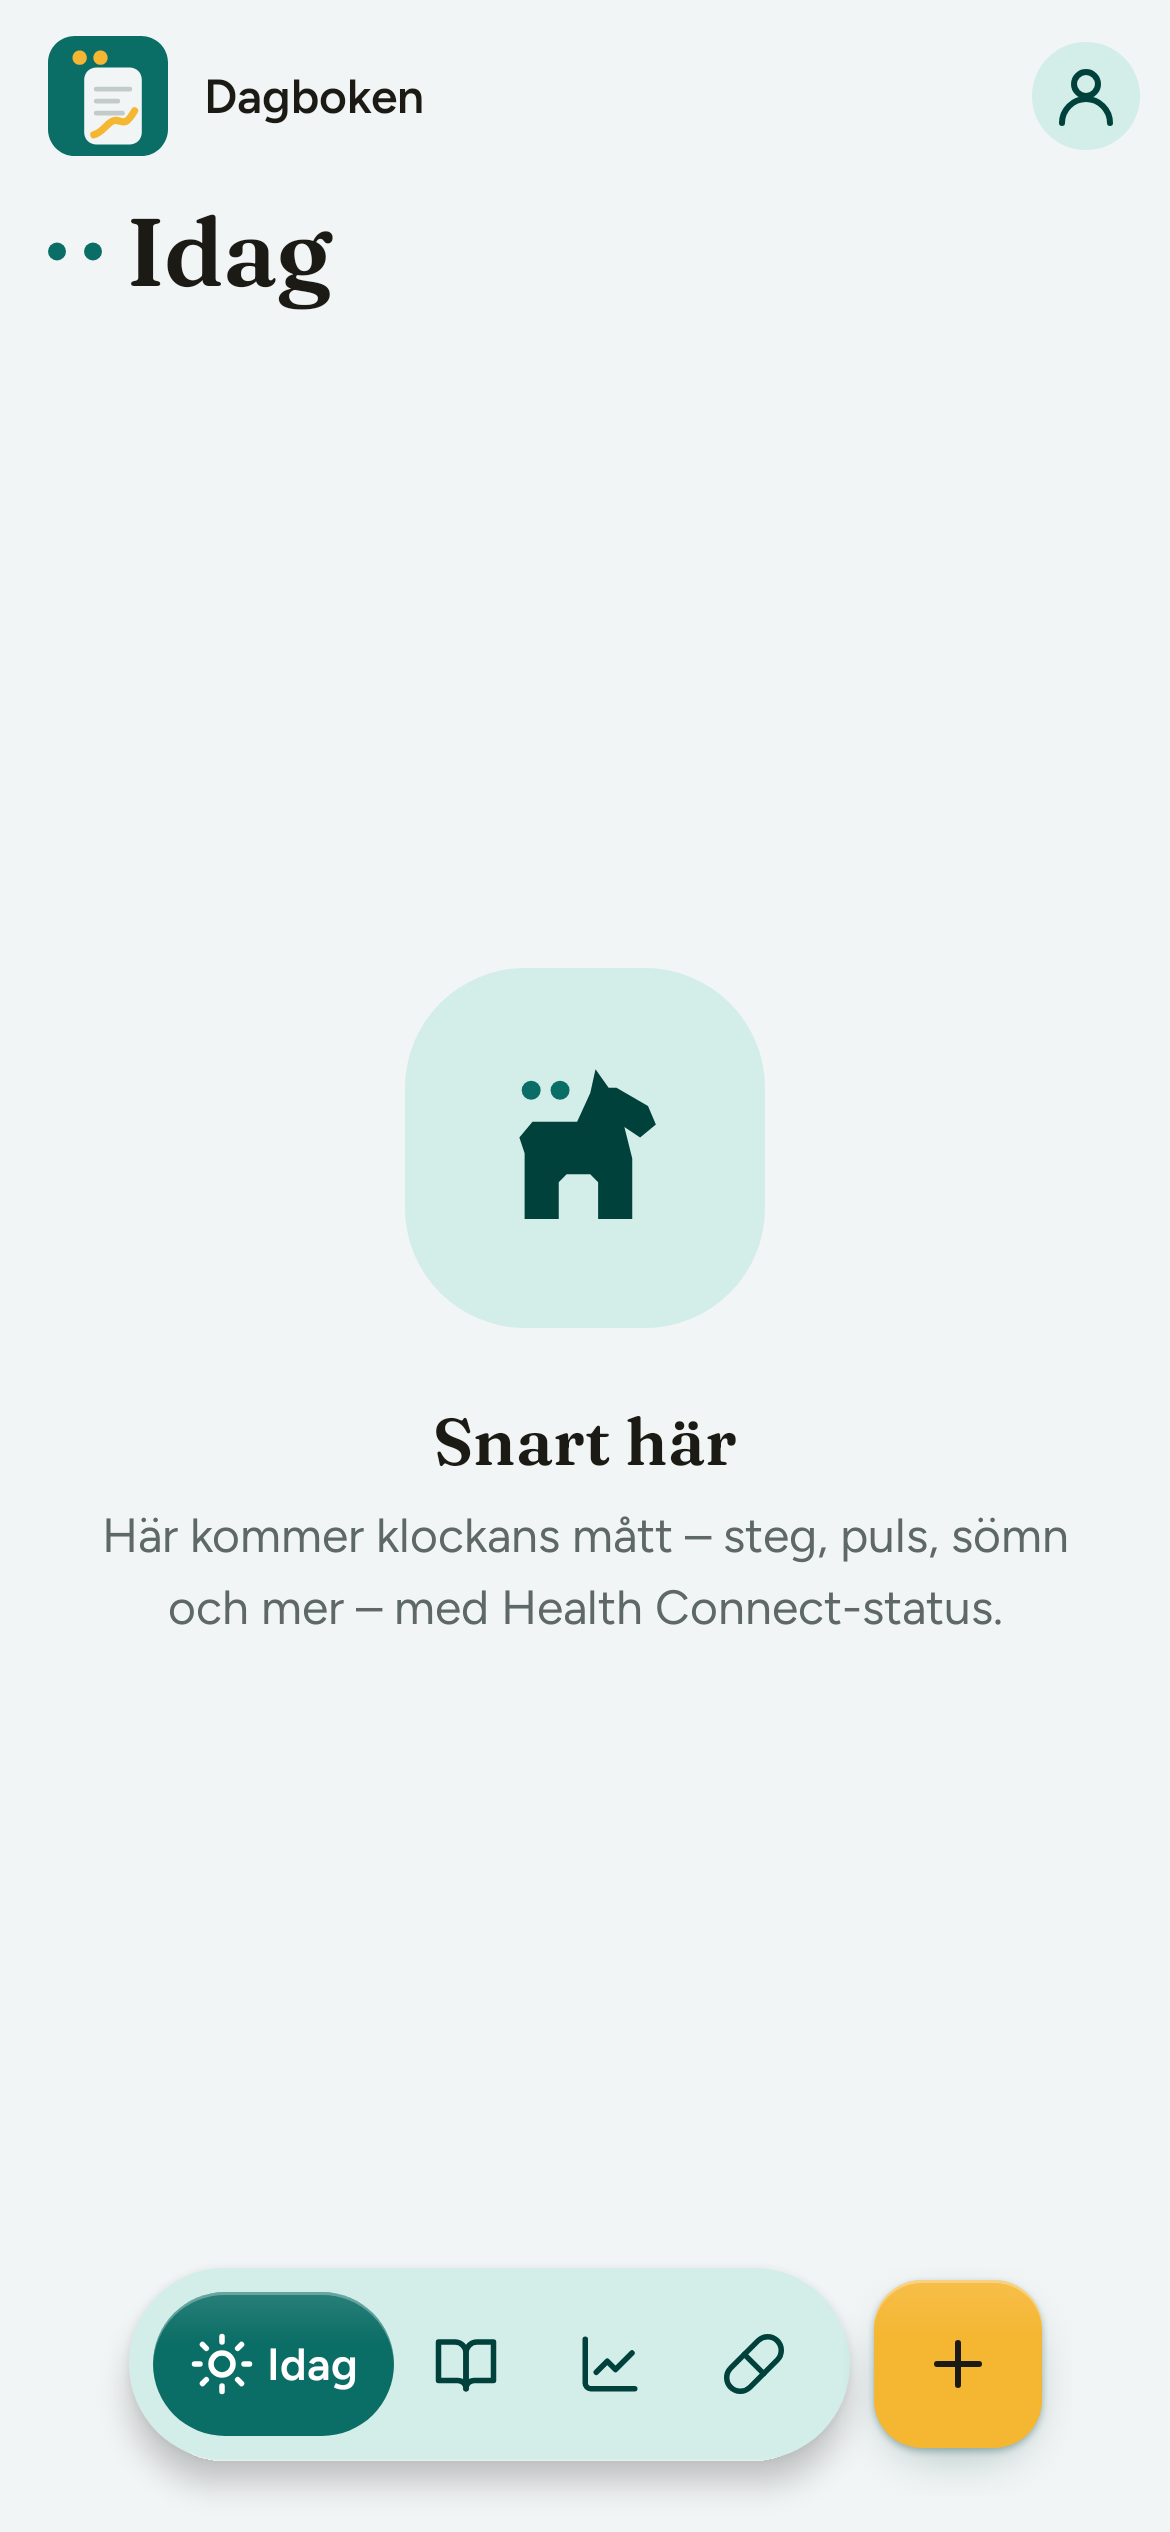 Dagboken
Idag
Snart här
Här kommer klockans mått – steg, puls, sömn
och mer – med Health Connect-status.
Idag